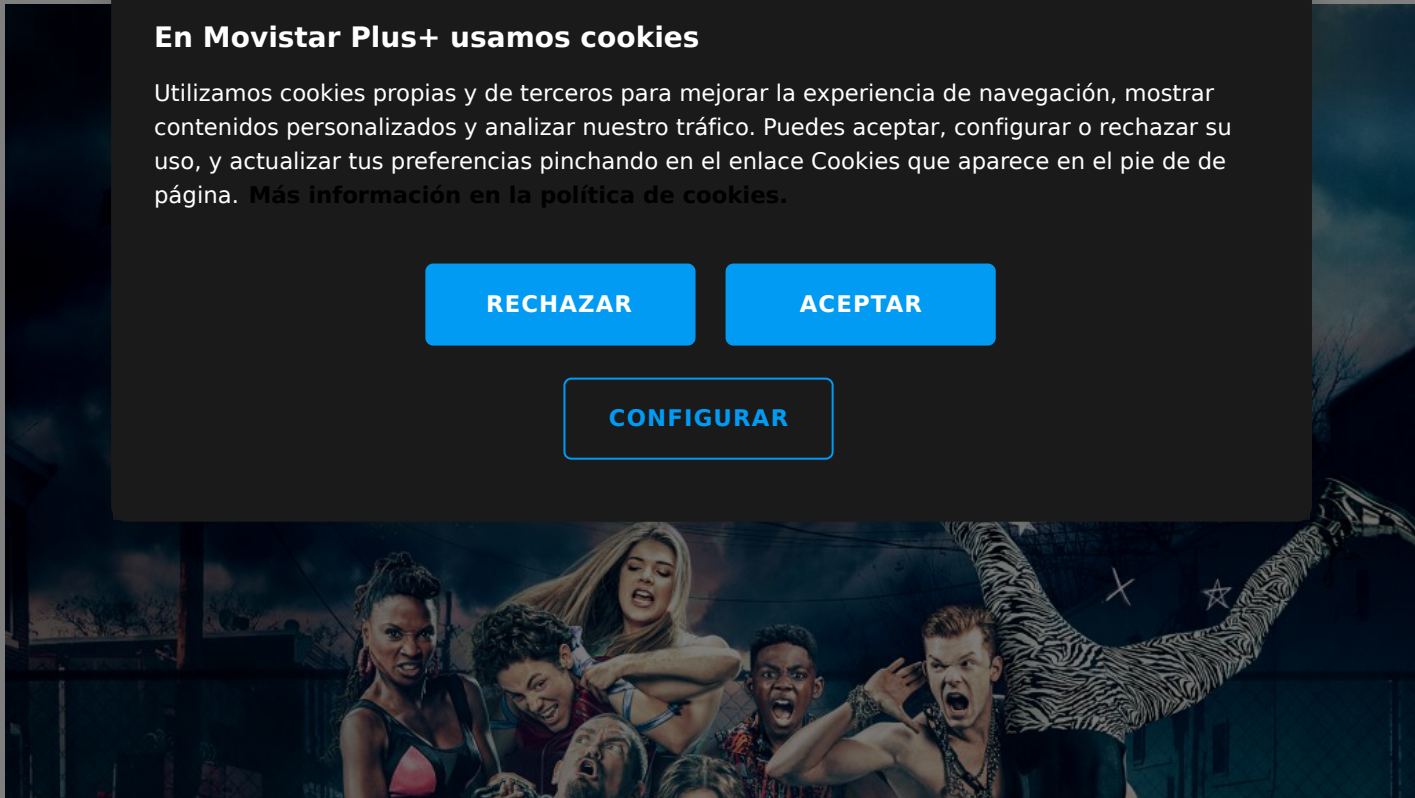 En Movistar Plus+ usamos cookies
Utilizamos cookies propias y de terceros para mejorar la experiencia de navegación, mostrar
contenidos personalizados y analizar nuestro tráfico. Puedes aceptar, configurar o rechazar su
uso, y actualizar tus preferencias pinchando en el enlace Cookies que aparece en el pie de de
página. Más información en la política de cookies.
RECHAZAR
ACEPTAR
CONFIGURAR